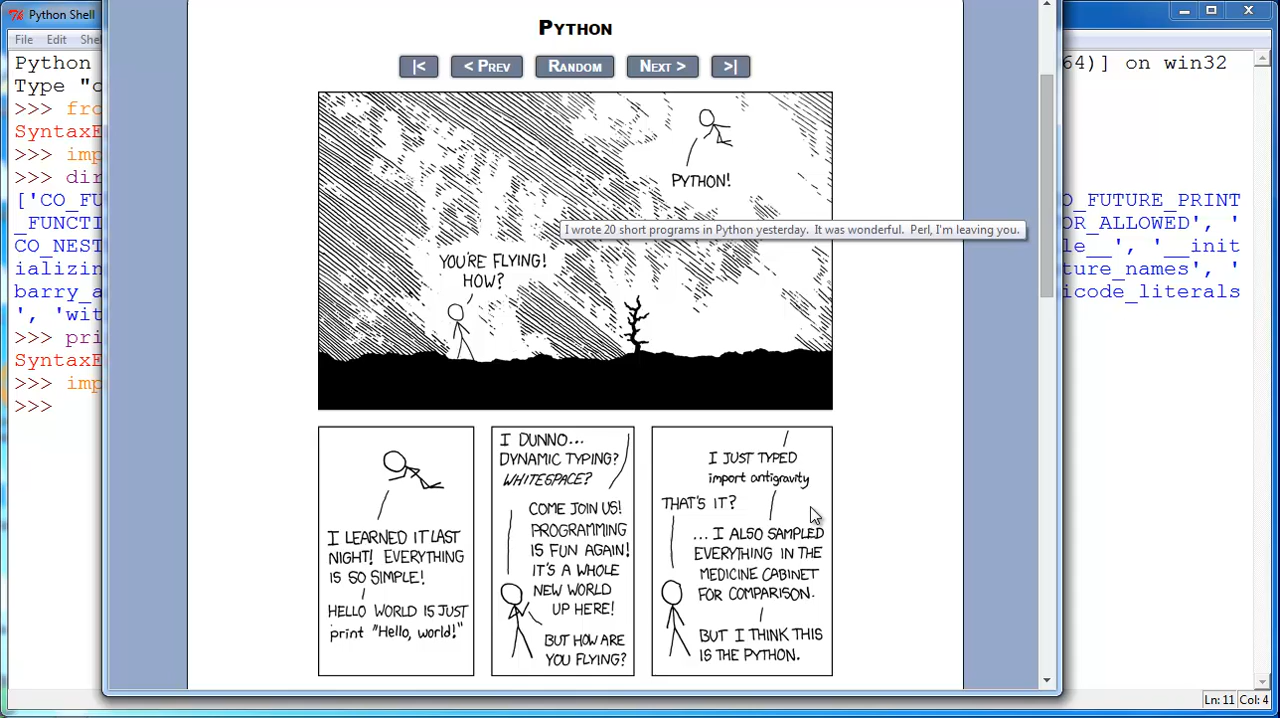 Python Shell
File Edit She
Python
64)] on win32
Type "c
>>> fro
SyntaxE
>>> imp
>>> dir
['CO_FU
O_FUTURE_PRINT
_FUNCTI
OR_ALLOWED', '
CO_NEST
le__', '__init
ializin
ture_names', '
barry_a
icode_literals
', 'wit
>>> pri
SyntaxE
>>> imp
>>>
PYTHON
|< < PREV RANDOM NEXT > >|
PYTHON!
I wrote 20 short programs in Python yesterday. It was wonderful. Perl, I'm leaving you.
YOU'RE FLYING!
HOW?
I LEARNED IT LAST
NIGHT! EVERYTHING
IS SO SIMPLE!
HELLO WORLD IS JUST
print "Hello, world!"
I DUNNO...
DYNAMIC TYPING?
WHITESPACE?
COME JOIN US!
PROGRAMMING
IS FUN AGAIN!
IT'S A WHOLE
NEW WORLD
UP HERE!
BUT HOW ARE
YOU FLYING?
I JUST TYPED
import antigravity
THAT'S IT?
...I ALSO SAMPLED
EVERYTHING IN THE
MEDICINE CABINET
FOR COMPARISON.
BUT I THINK THIS
IS THE PYTHON.
Ln: 11 Col: 4